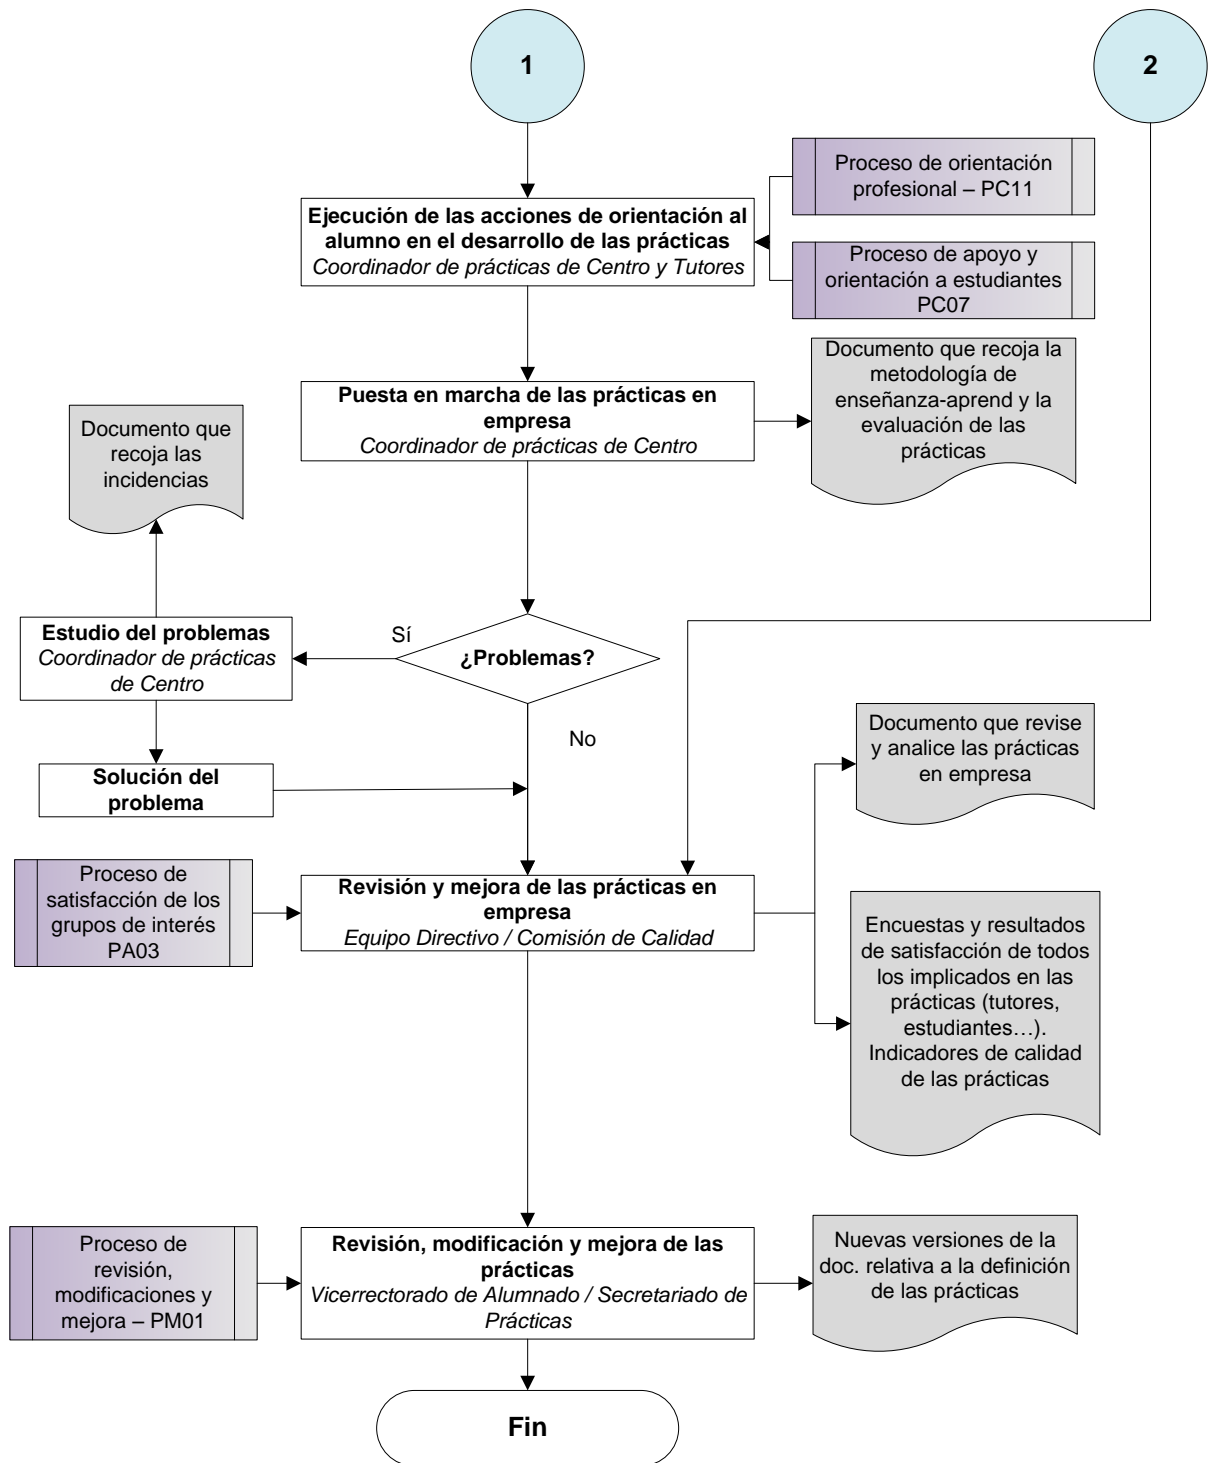 1
2
Proceso de orientación
profesional – PC11
Ejecución de las acciones de orientación al
alumno en el desarrollo de las prácticas
Coordinador de prácticas de Centro y Tutores
Proceso de apoyo y
orientación a estudiantes
PC07
Documento que recoja la
metodología de
enseñanza-aprend y la
evaluación de las
prácticas
Puesta en marcha de las prácticas en
empresa
Coordinador de prácticas de Centro
Documento que
recoja las
incidencias
Estudio del problemas
Coordinador de prácticas
de Centro
Sí
¿Problemas?
No
Solución del
problema
Documento que revise
y analice las prácticas
en empresa
Proceso de
satisfacción de los
grupos de interés
PA03
Revisión y mejora de las prácticas en
empresa
Equipo Directivo / Comisión de Calidad
Encuestas y resultados
de satisfacción de todos
los implicados en las
prácticas (tutores,
estudiantes…).
Indicadores de calidad
de las prácticas
Proceso de
revisión,
modificaciones y
mejora – PM01
Revisión, modificación y mejora de las
prácticas
Vicerrectorado de Alumnado / Secretariado de
Prácticas
Nuevas versiones de la
doc. relativa a la definición
de las prácticas
Fin